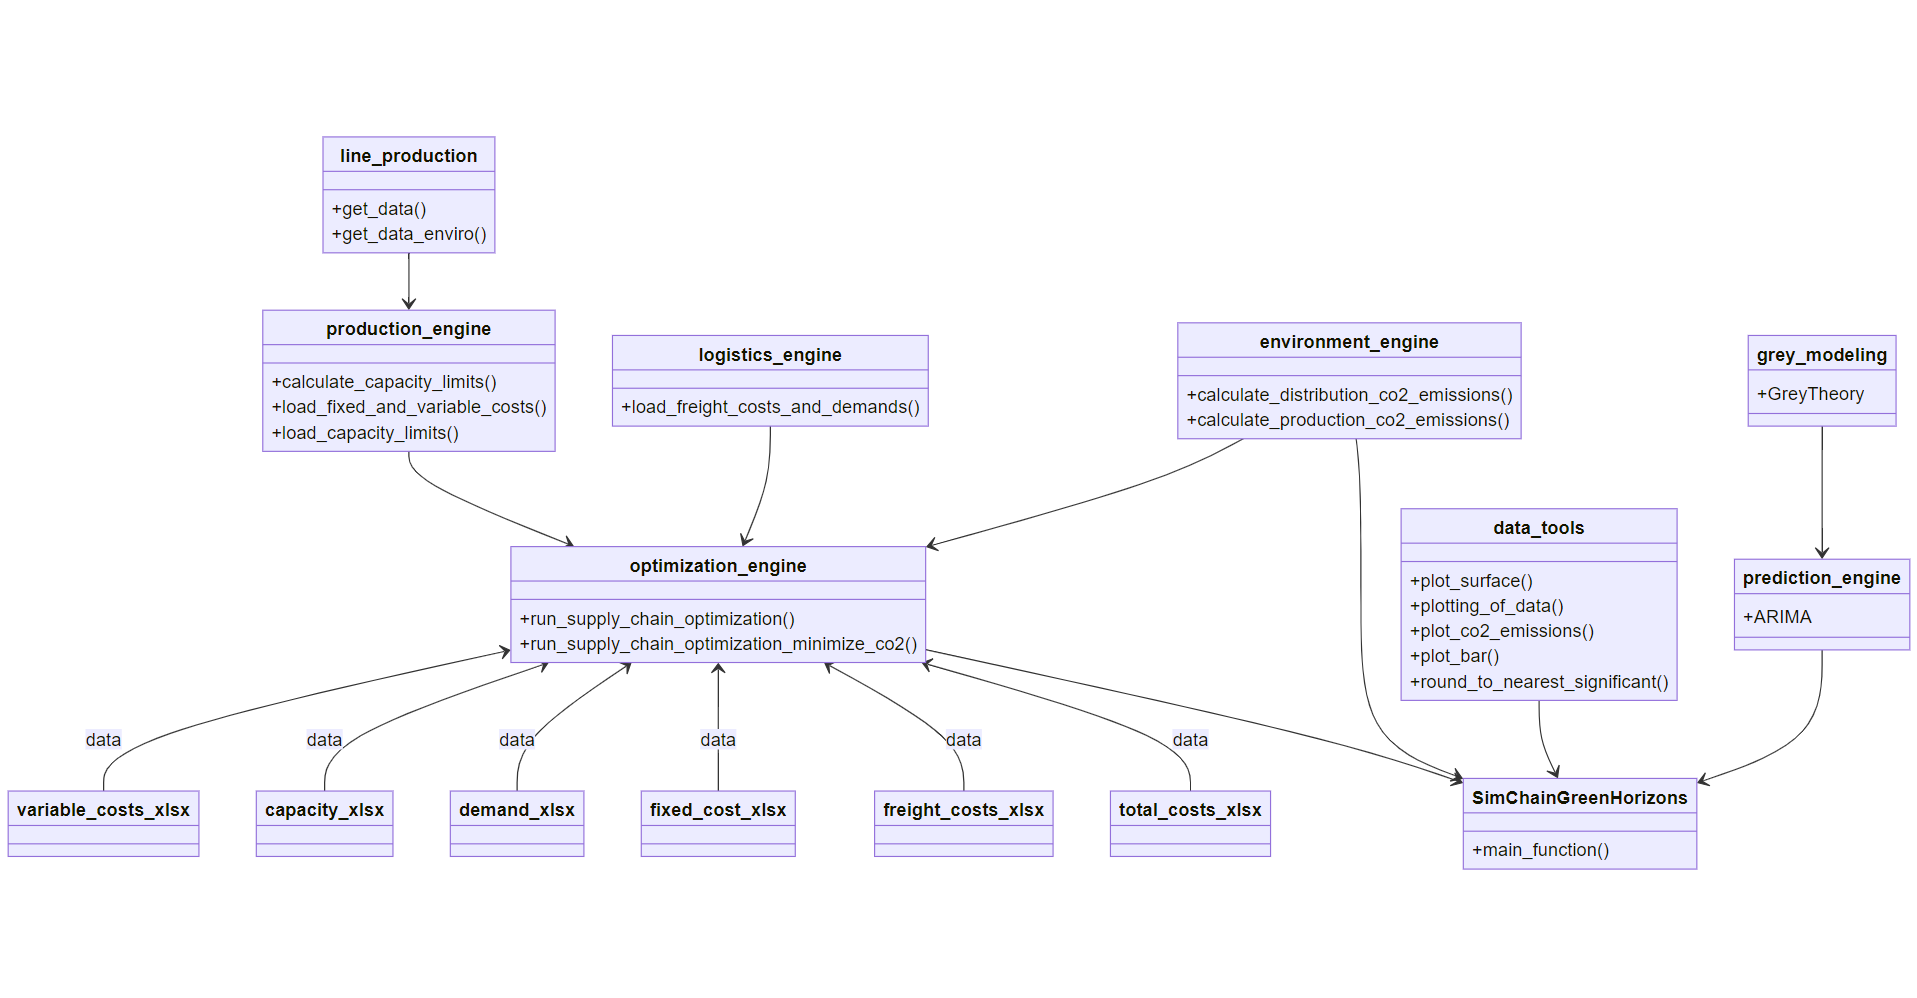 line_production
+get_data()
+get_data_enviro()
production_engine
+calculate_capacity_limits()
+load_fixed_and_variable_costs()
+load_capacity_limits()
logistics_engine
+load_freight_costs_and_demands()
environment_engine
+calculate_distribution_co2_emissions()
+calculate_production_co2_emissions()
grey_modeling
+GreyTheory
data_tools
+plot_surface()
+plotting_of_data()
+plot_co2_emissions()
+plot_bar()
+round_to_nearest_significant()
prediction_engine
+ARIMA
optimization_engine
+run_supply_chain_optimization()
+run_supply_chain_optimization_minimize_co2()
data
data
data
data
data
data
variable_costs_xlsx
capacity_xlsx
demand_xlsx
fixed_cost_xlsx
freight_costs_xlsx
total_costs_xlsx
SimChainGreenHorizons
+main_function()